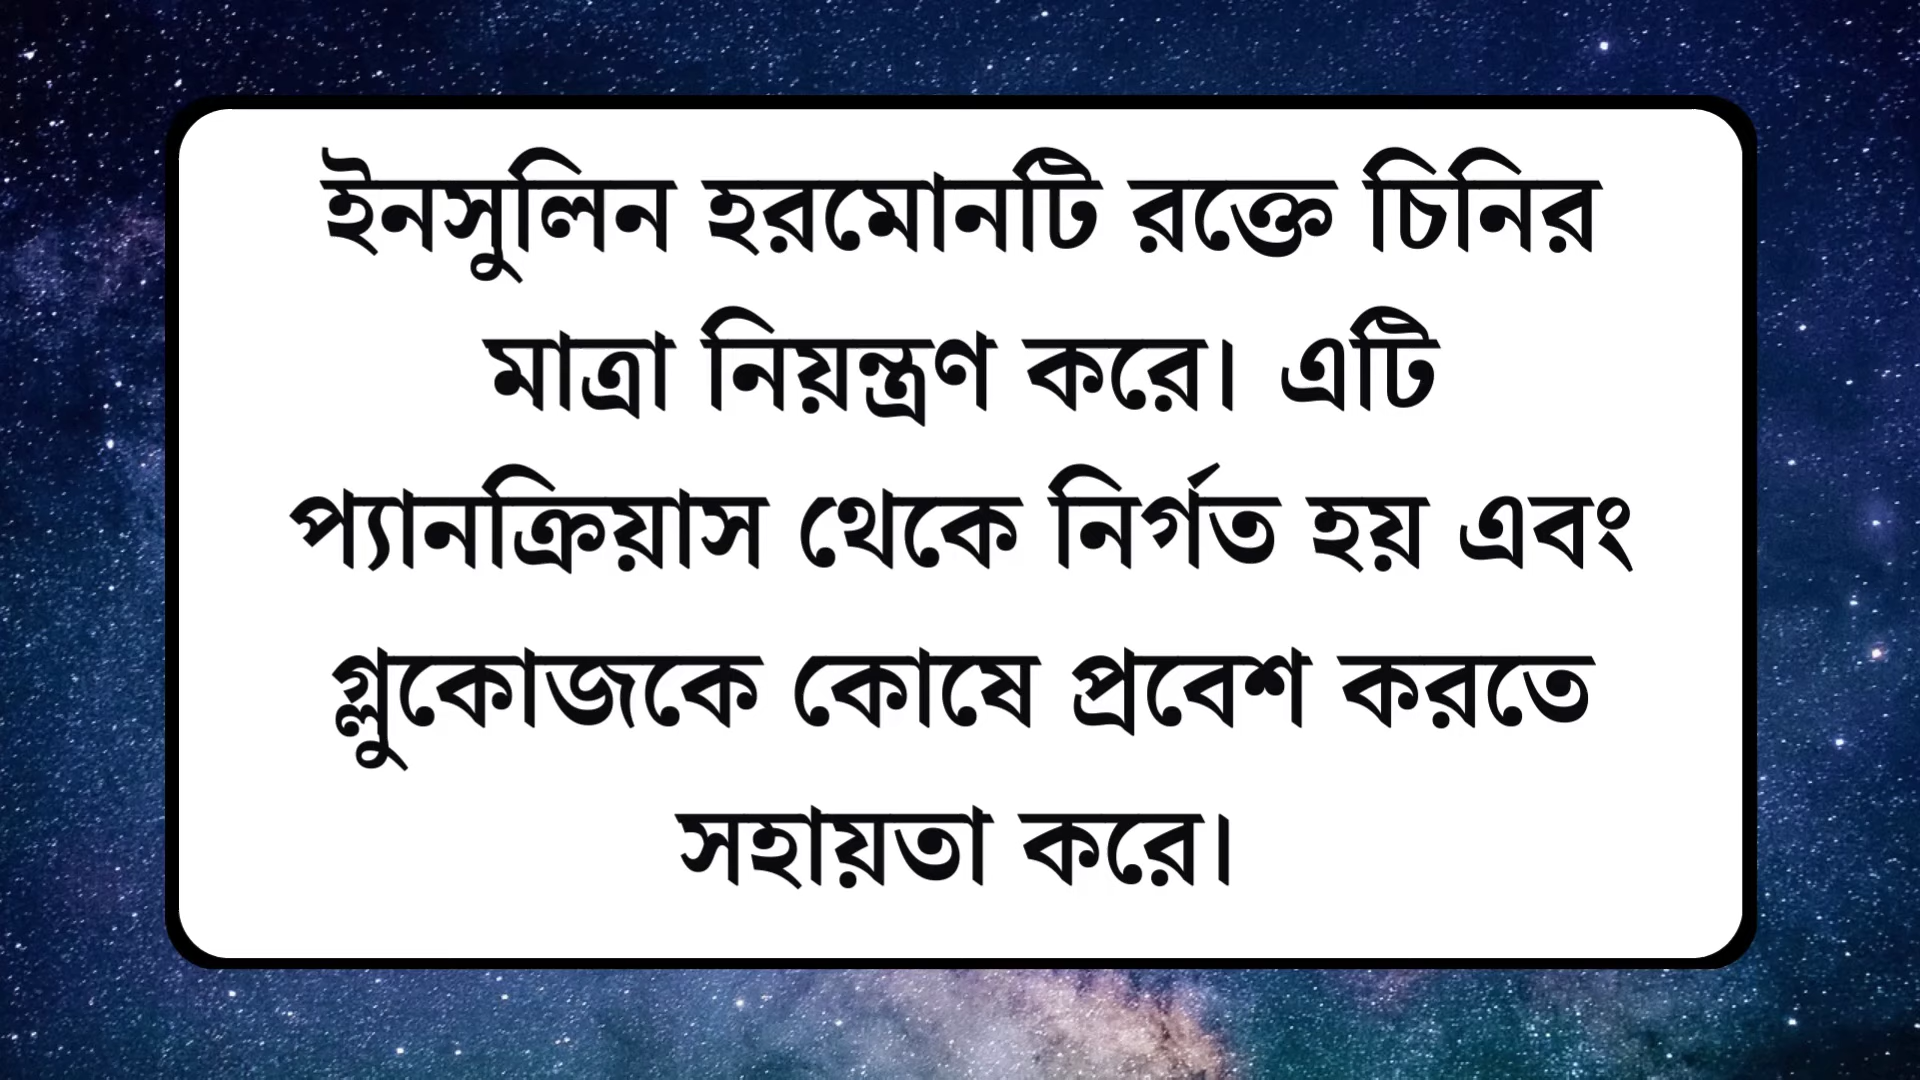 ইনসুলিন হরমোনটি রক্তে চিনির
মাত্রা নিয়ন্ত্রণ করে। এটি
প্যানক্রিয়াস থেকে নির্গত হয় এবং
গ্লুকোজকে কোষে প্রবেশ করতে
সহায়তা করে।